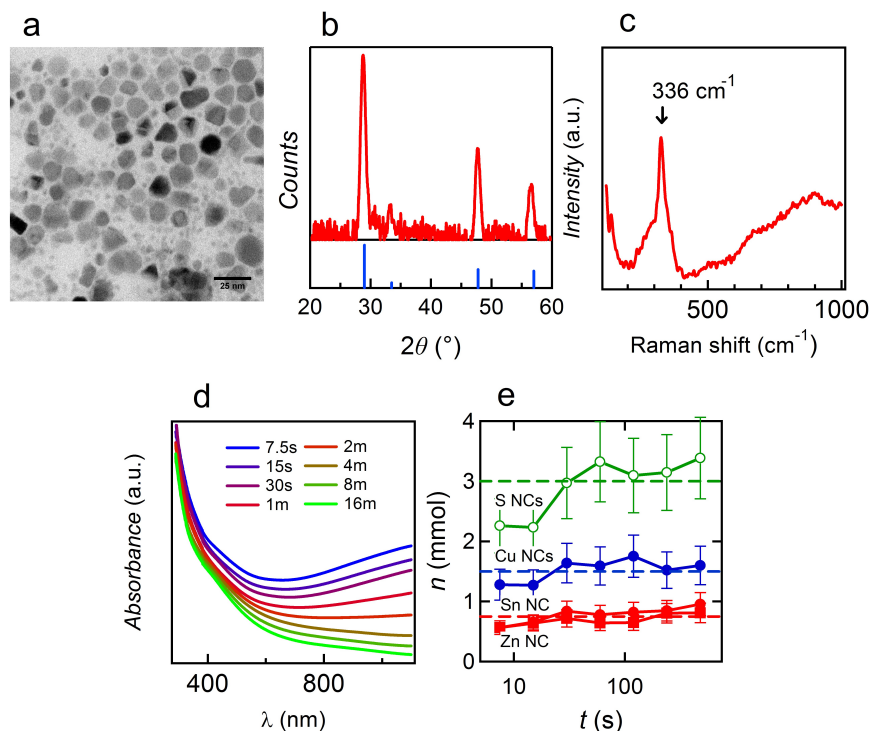 a
25 nm
b
Counts
20 30 40 50 60
2θ (°)
c
336 cm-1
Intensity (a.u.)
500 1000
Raman shift (cm-1)
d
7.5s 2m
15s 4m
30s 8m
1m 16m
Absorbance (a.u.)
400 800
λ (nm)
e
4
3
2
1
0
n (mmol)
S NCs
Cu NCs
Sn NC
Zn NC
10 100
t (s)